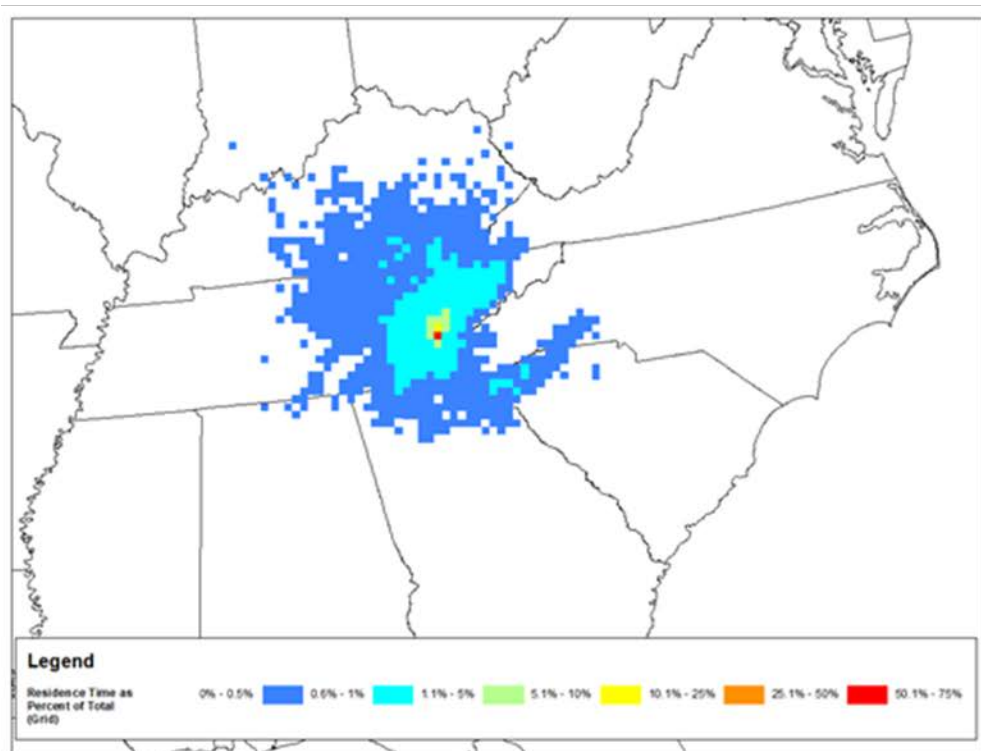 Legend
Residence Time as
Percent of Total
(Grid)
0% - 0.5%
0.6% - 1%
1.1% - 5%
5.1% - 10%
10.1% - 25%
25.1% - 50%
50.1% - 75%